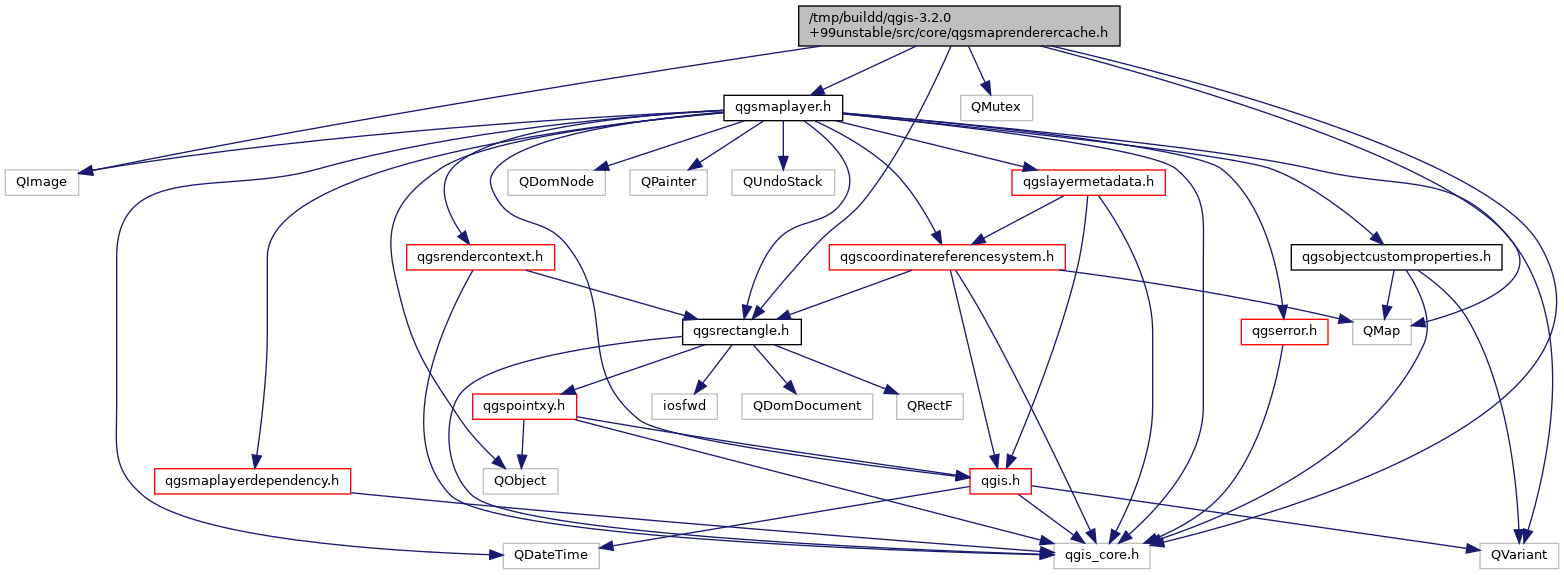 /tmp/buildd/qgis-3.2.0
+99unstable/src/core/qgsmaprenderercache.h
qgsmaplayer.h
QMutex
QImage
QDomNode
QPainter
QUndoStack
qgslayermetadata.h
qgsrendercontext.h
qgscoordinatereferencesystem.h
qgsobjectcustomproperties.h
qgsrectangle.h
qgserror.h
QMap
qgspointxy.h
iosfwd
QDomDocument
QRectF
qgsmaplayerdependency.h
QObject
qgis.h
QDateTime
qgis_core.h
QVariant